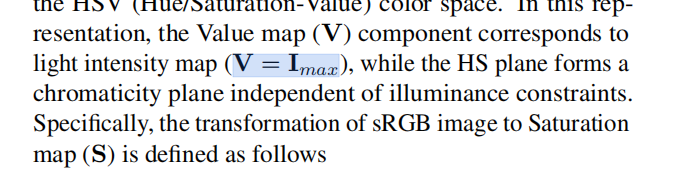 the HSV (Hue/Saturation-Value) color space. In this rep-
resentation, the Value map (V) component corresponds to
light intensity map (V = Imax), while the HS plane forms a
chromaticity plane independent of illuminance constraints.
Specifically, the transformation of sRGB image to Saturation
map (S) is defined as follows